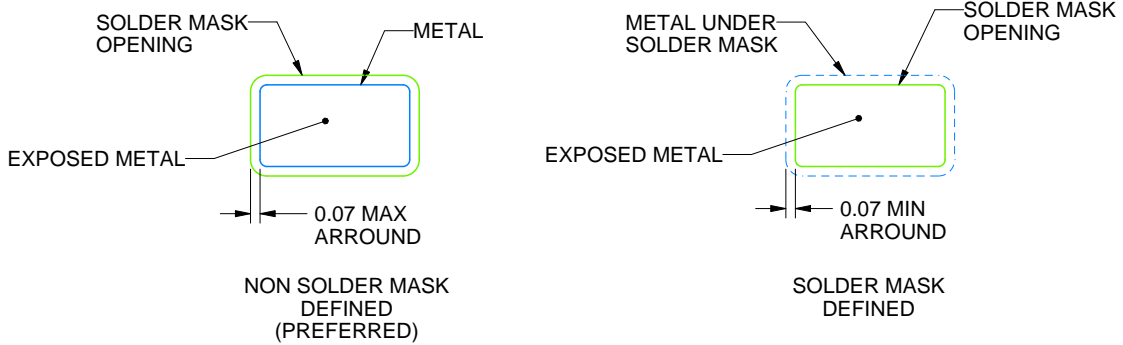 SOLDER MASK
OPENING
METAL
EXPOSED METAL
0.07 MAX
ARROUND
NON SOLDER MASK
DEFINED
(PREFERRED)
METAL UNDER
SOLDER MASK
SOLDER MASK
OPENING
EXPOSED METAL
0.07 MIN
ARROUND
SOLDER MASK
DEFINED